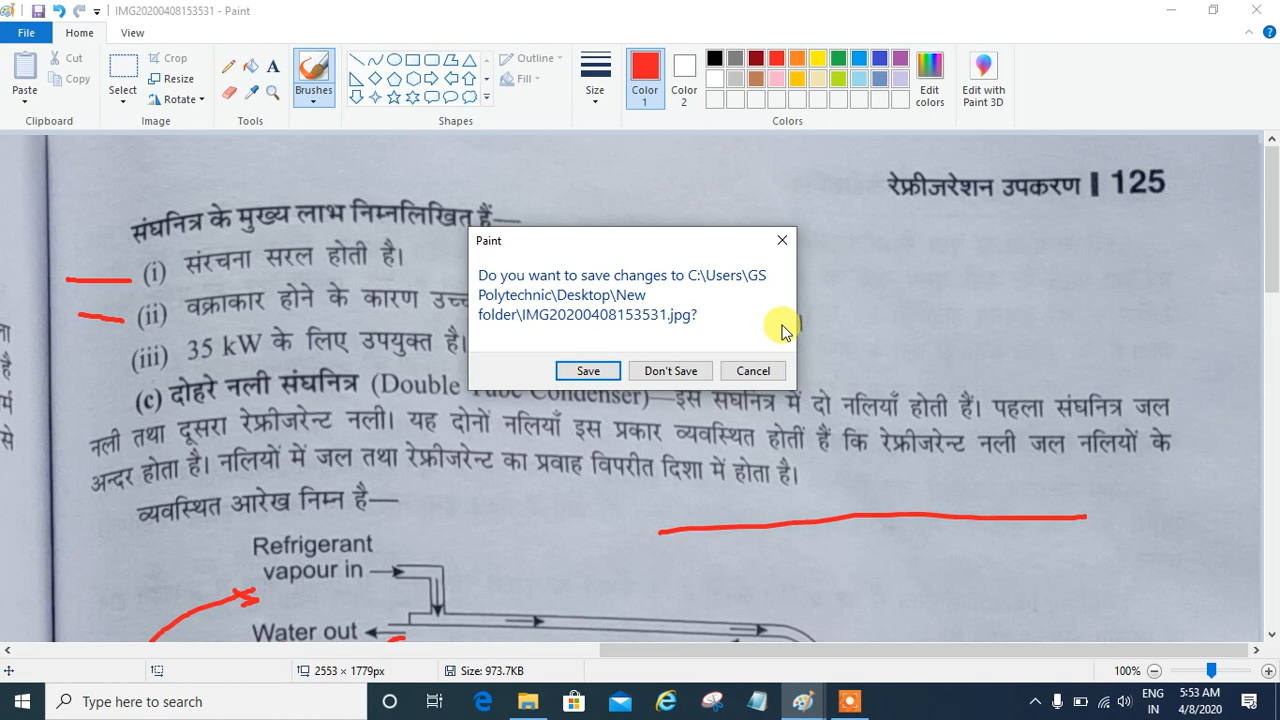 IMG20200408153531 - Paint
File
Home
View
Paste
Cut
Copy
Clipboard
Select
Crop
Resize
Rotate
Image
A
Tools
Brushes
Shapes
Outline
Fill
Size
Color 1
Color 2
Edit colors
Edit with Paint 3D
Colors
रेफ्रीजरेशन उपकरण 125
संघनित्र के मुख्य लाभ निम्नलिखित हैं—
(i) संरचना सरल होती है।
(ii) वक्राकार होने के कारण
(iii) 35 kW के लिए उपयुक्त है।
Paint
Do you want to save changes to C:\Users\GS
Polytechnic\Desktop\New
folder\IMG20200408153531.jpg?
Save Don't Save Cancel
(c) दोहरे नली संघनित्र (Double Tube Condenser)—इस संघनित्र में दो नलियाँ होती हैं। पहला संघनित्र जल
नली तथा दूसरा रेफ्रीजरेन्ट नली। यह दोनों नलियाँ इस प्रकार व्यवस्थित होतीं हैं कि रेफ्रीजरेन्ट नली जल नलियों के
अन्दर होता है। नलियों में जल तथा रेफ्रीजरेन्ट का प्रवाह विपरीत दिशा में होता है।
व्यवस्थित आरेख निम्न है—
Refrigerant
vapour in
Water out
है
से
2553 × 1779px
Size: 973.7KB
100%
Type here to search
ENG
IN
5:53 AM
4/8/2020